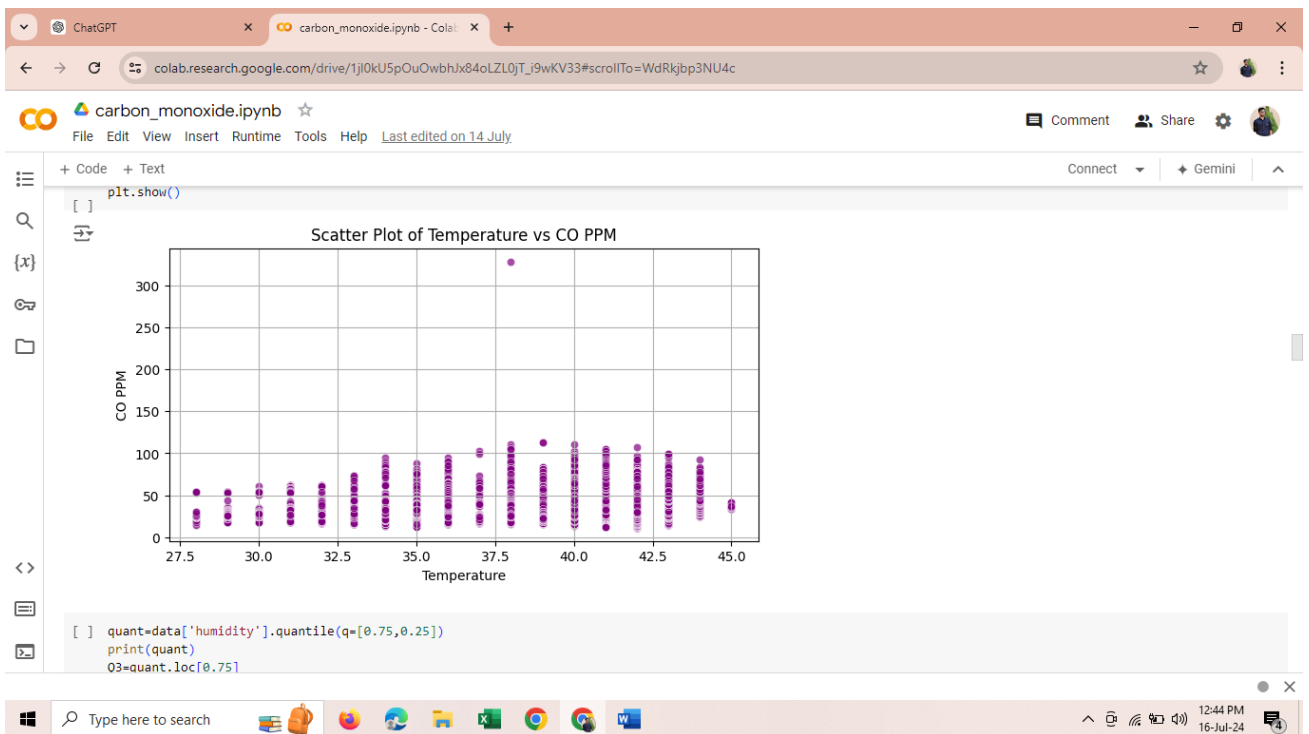 ChatGPT
carbon_monoxide.ipynb - Colab
colab.research.google.com/drive/1jl0kU5pOuOwbhJx84oLZL0jT_i9wKV33#scrollTo=WdRkjbp3NU4c
CO
carbon_monoxide.ipynb
File Edit View Insert Runtime Tools Help Last edited on 14 July
Comment Share
+ Code + Text
Connect Gemini
plt.show()
[ ]
{x}
Scatter Plot of Temperature vs CO PPM
300
250
200
150
100
50
0
CO PPM
27.5 30.0 32.5 35.0 37.5 40.0 42.5 45.0
Temperature
[ ] quant=data['humidity'].quantile(q=[0.75,0.25])
print(quant)
Q3=quant.loc[0.75]
Type here to search
12:44 PM
16-Jul-24
4